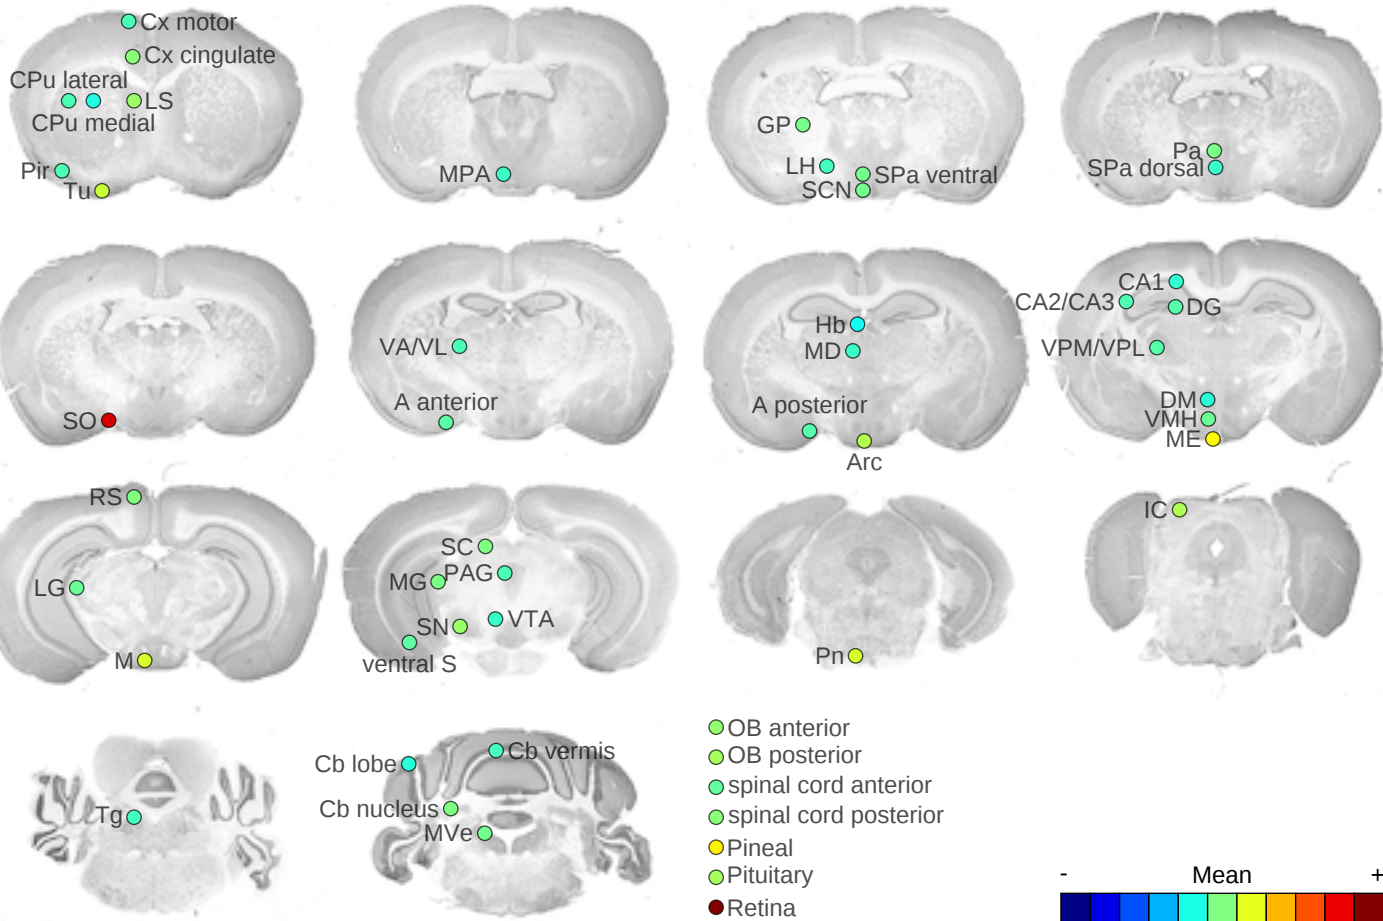 Cx motor
Cx cingulate
CPu lateral
LS
CPu medial
Pir
Tu
MPA
GP
LH
SPa ventral
SCN
Pa
SPa dorsal
SO
VA/VL
A anterior
Hb
MD
A posterior
Arc
CA1
CA2/CA3
DG
VPM/VPL
DM
VMH
ME
RS
LG
M
SC
MG
PAG
SN
VTA
ventral S
Pn
IC
Tg
Cb lobe
Cb vermis
Cb nucleus
MVe
OB anterior
OB posterior
spinal cord anterior
spinal cord posterior
Pineal
Pituitary
Retina
- Mean +